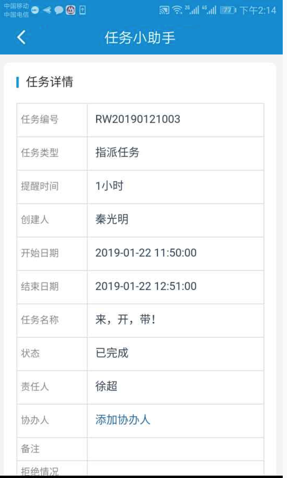 中国移动
中国电信
下午2:14
任务小助手
任务详情
任务编号 RW20190121003
任务类型 指派任务
提醒时间 1小时
创建人 秦光明
开始日期 2019-01-22 11:50:00
结束日期 2019-01-22 12:51:00
任务名称 来，开，带！
状态 已完成
责任人 徐超
协办人 添加协办人
备注
拒绝情况